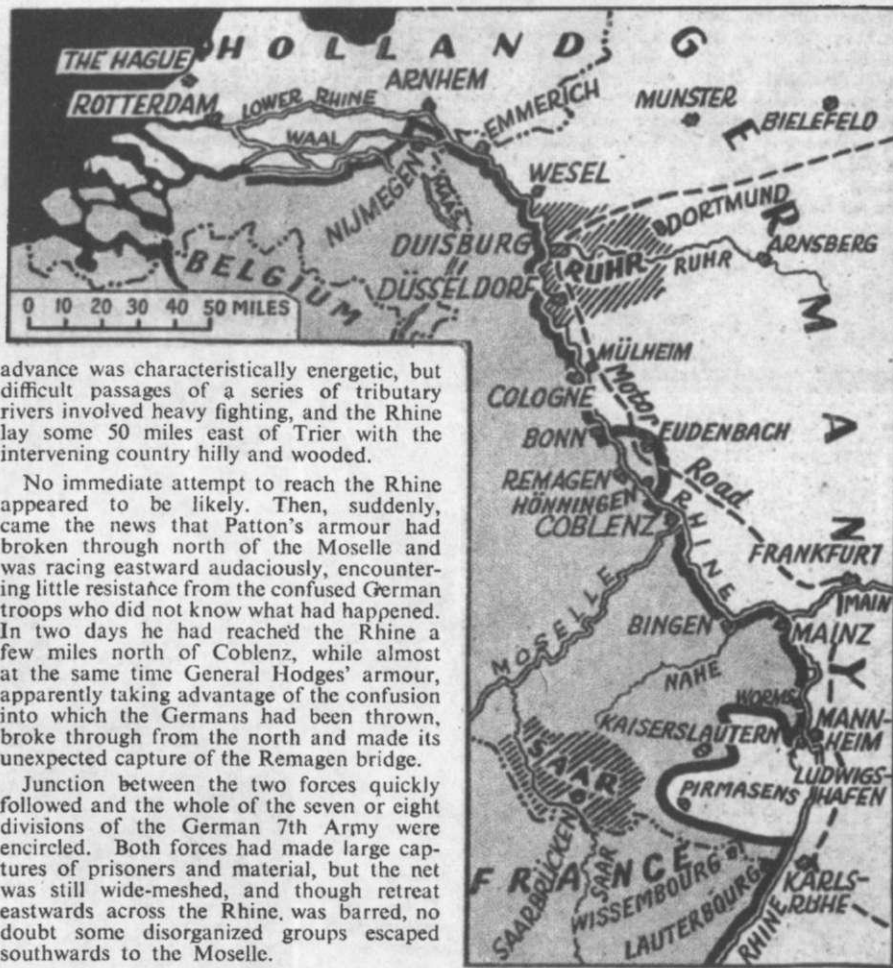 HOLLAND
THE HAGUE
ROTTERDAM
LOWER RHINE
WAAL
ARNHEM
EMMERICH
MUNSTER
BIELEFELD
GERMANY
NIJMEGEN
MAAS
WESEL
DORTMUND
DUISBURG
RUHR
RUHR
ARNSBERG
BELGIUM
DÜSSELDORF
0 10 20 30 40 50 MILES
MÜLHEIM
Motor Road
COLOGNE
BONN
EUDENBACH
REMAGEN
HÖNNINGEN
COBLENZ
RHINE
FRANKFURT
MAIN
MOSELLE
BINGEN
MAINZ
NAHE
WORMS
KAISERSLAUTERN
MANN-
HEIM
SAAR
PIRMASENS
LUDWIGS-
HAFEN
FRANCE
SAARBRÜCKEN
SAAR
WISSEMBOURG
LAUTERBOURG
KARLS-
RUHE
RHINE
advance was characteristically energetic, but
difficult passages of a series of tributary
rivers involved heavy fighting, and the Rhine
lay some 50 miles east of Trier with the
intervening country hilly and wooded.
No immediate attempt to reach the Rhine
appeared to be likely. Then, suddenly,
came the news that Patton's armour had
broken through north of the Moselle and
was racing eastward audaciously, encounter-
ing little resistance from the confused German
troops who did not know what had happened.
In two days he had reached the Rhine a
few miles north of Coblenz, while almost
at the same time General Hodges' armour,
apparently taking advantage of the confusion
into which the Germans had been thrown,
broke through from the north and made its
unexpected capture of the Remagen bridge.
Junction between the two forces quickly
followed and the whole of the seven or eight
divisions of the German 7th Army were
encircled. Both forces had made large cap-
tures of prisoners and material, but the net
was still wide-meshed, and though retreat
eastwards across the Rhine, was barred, no
doubt some disorganized groups escaped
southwards to the Moselle.